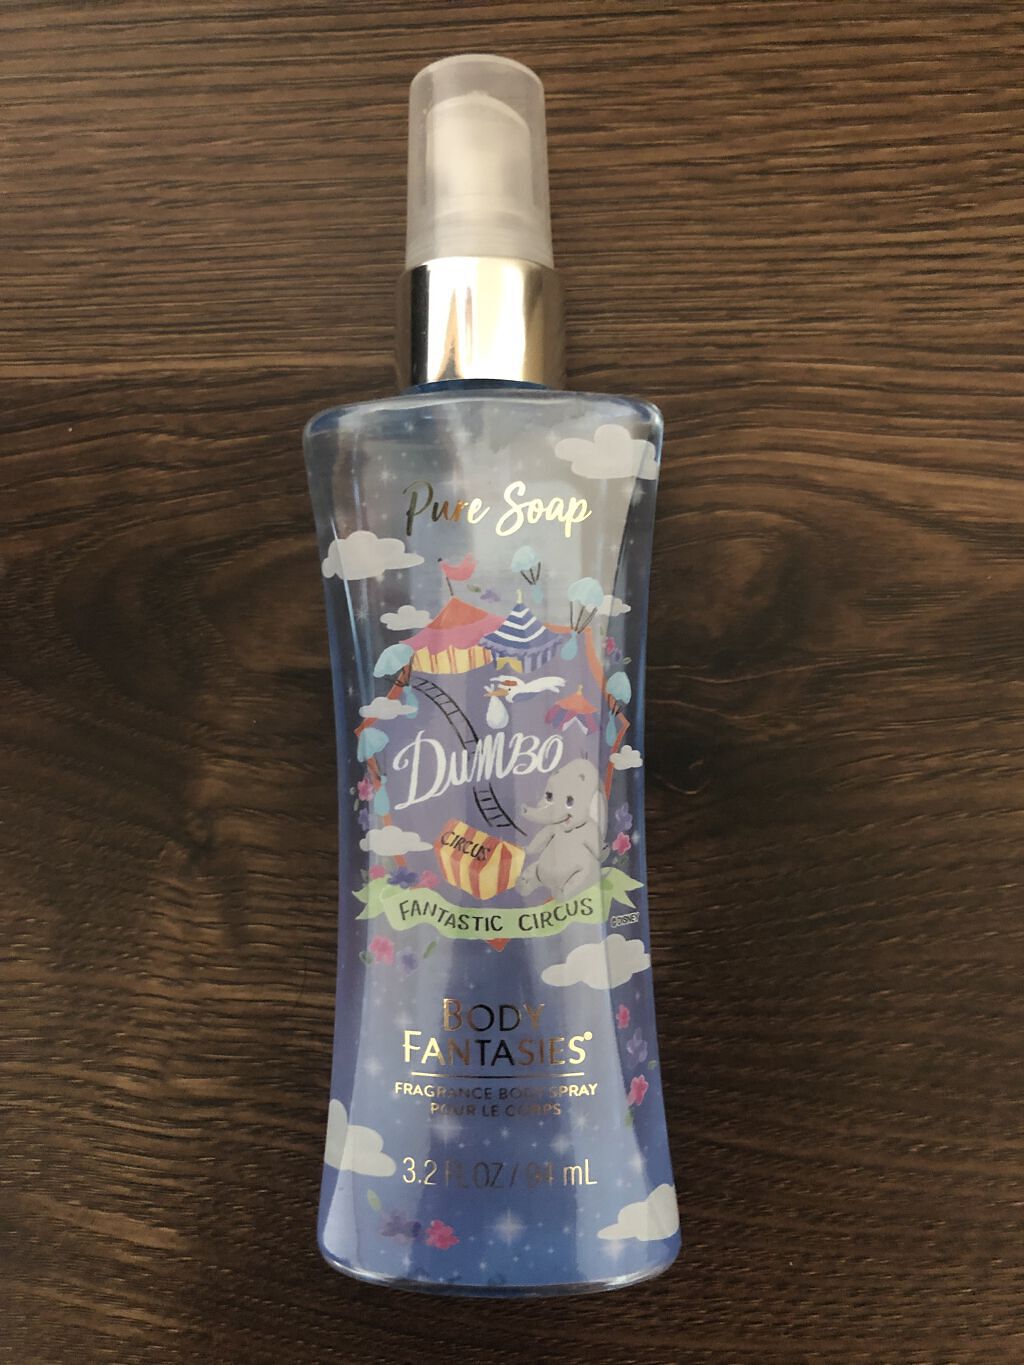 Pure Soap
DUMBO
CIRCUS
FANTASTIC CIRCUS
©DISNEY
BODY
FANTASIES®
FRAGRANCE BODY SPRAY
POUR LE CORPS
3.2 FL OZ / 94 mL